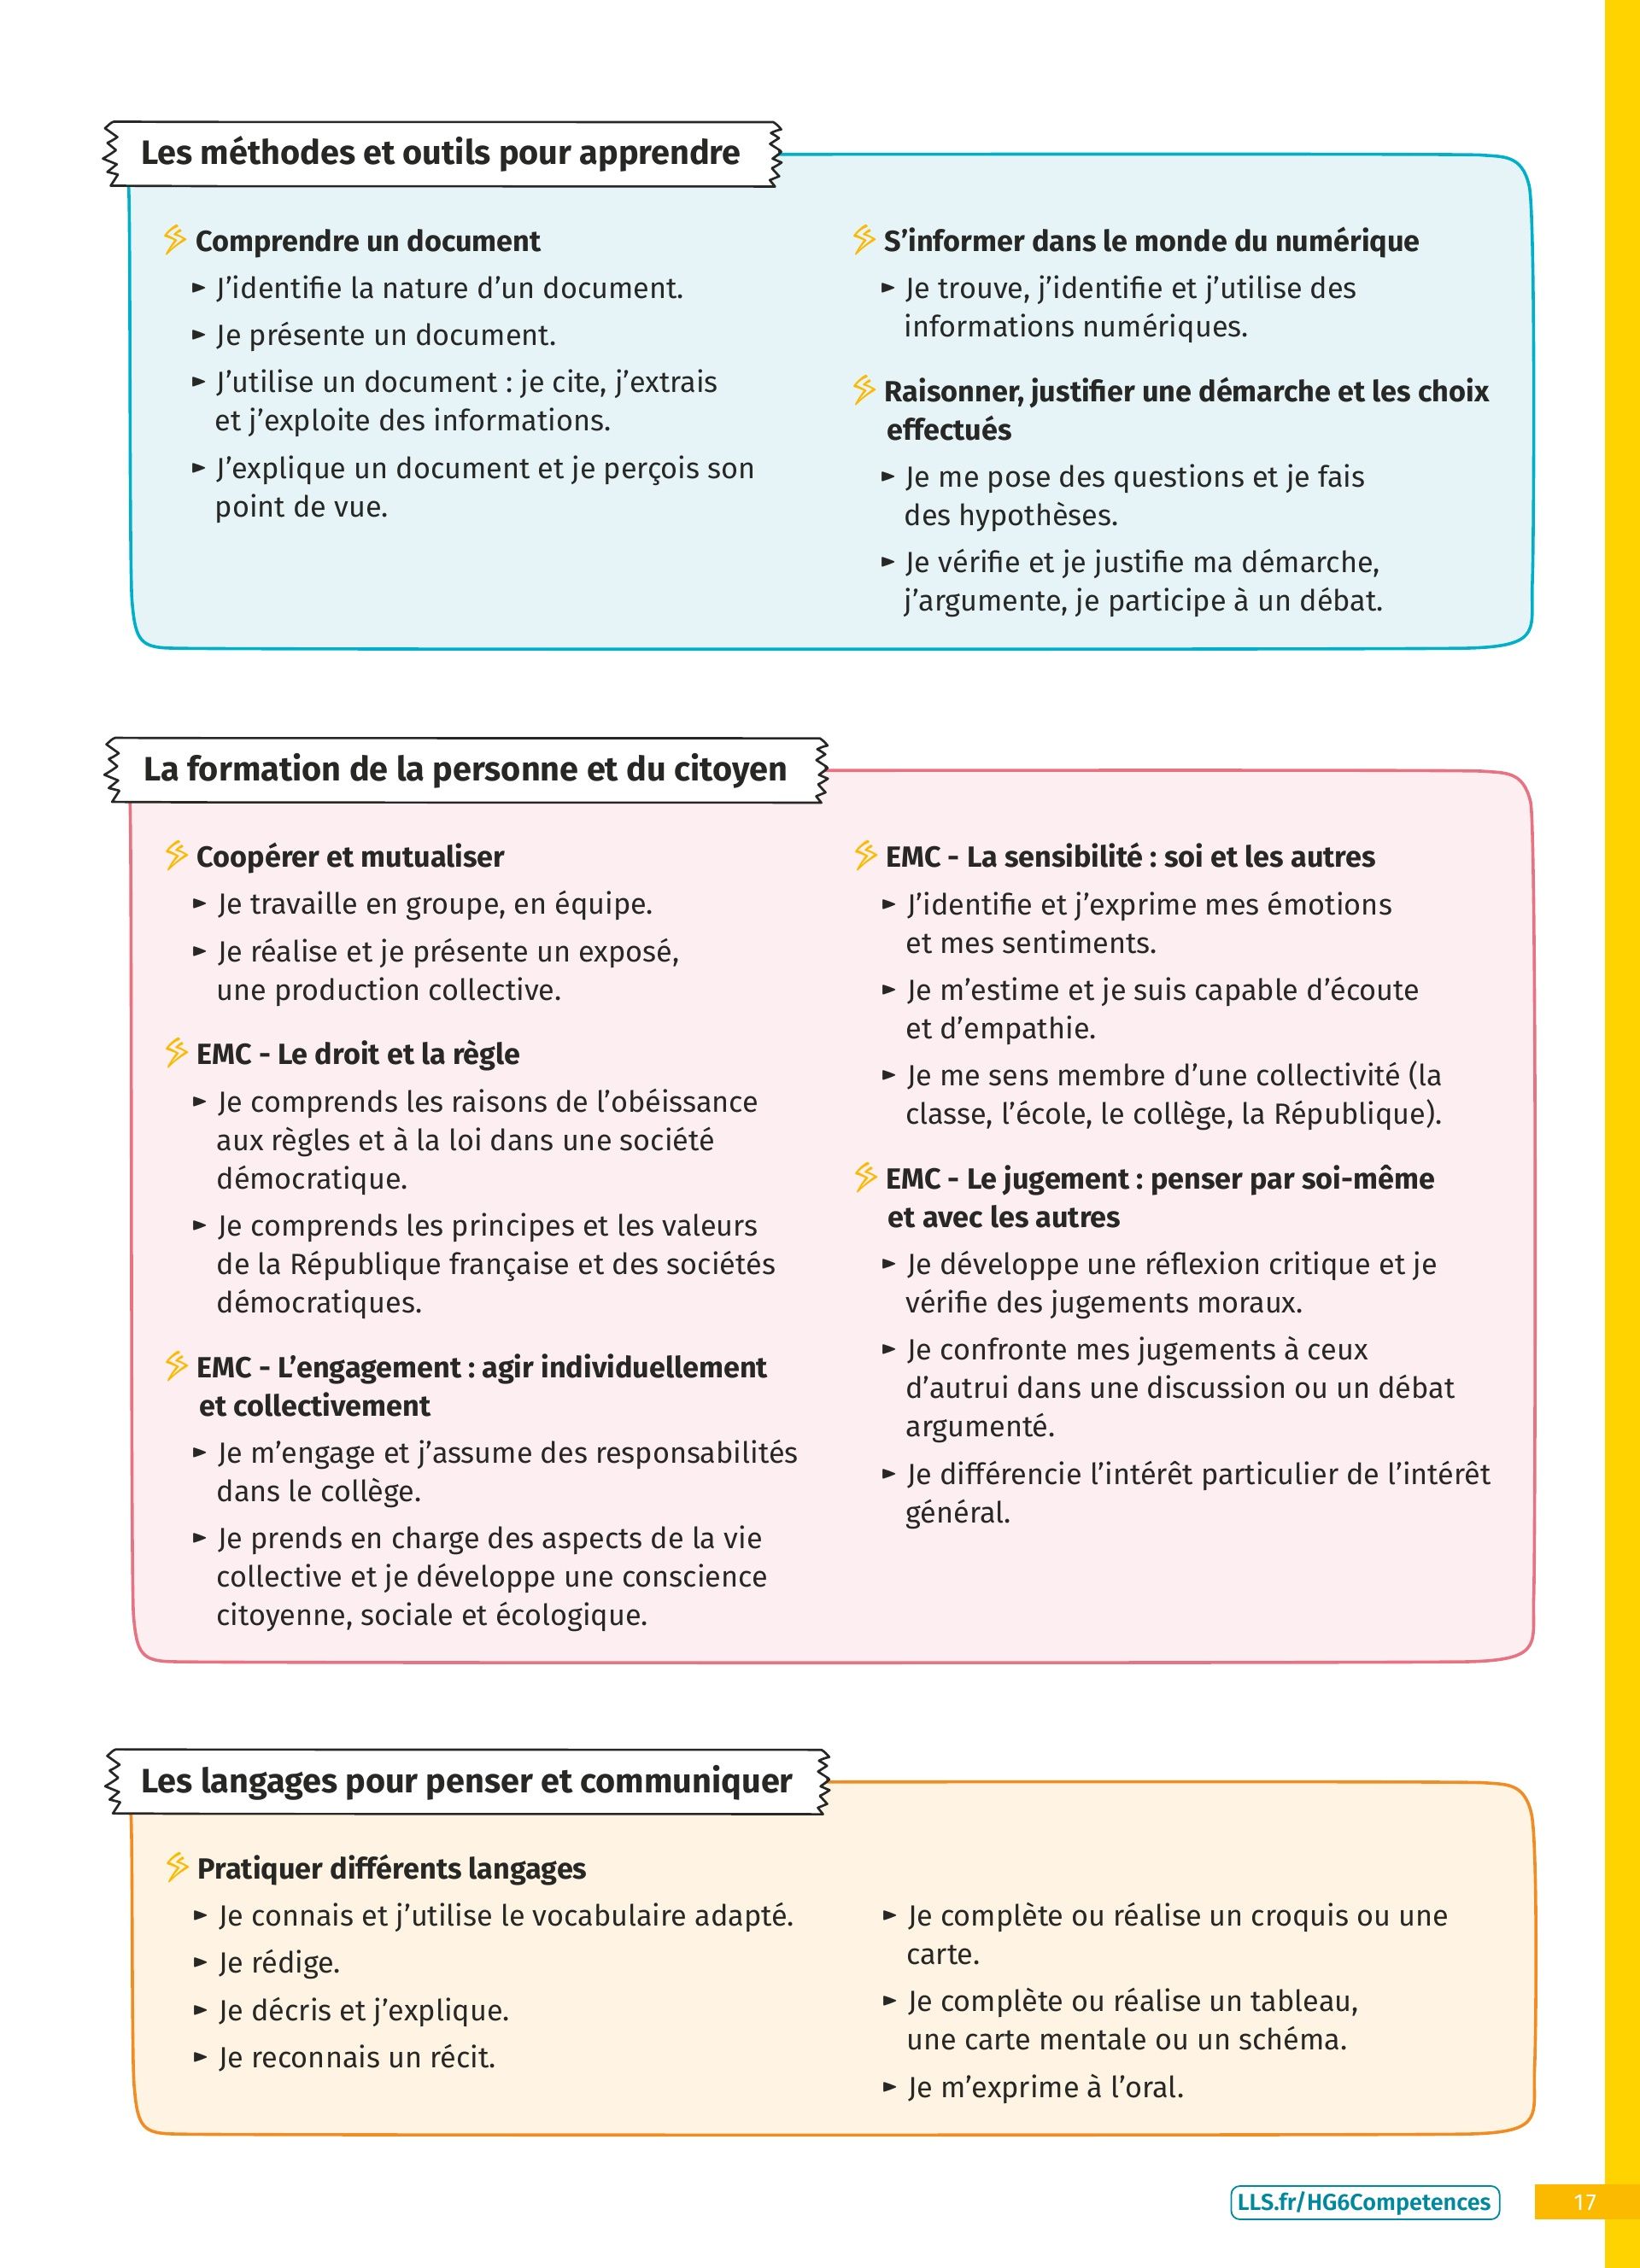 Les méthodes et outils pour apprendre
Comprendre un document
► J’identifie la nature d’un document.
► Je présente un document.
► J’utilise un document : je cite, j’extrais
et j’exploite des informations.
► J’explique un document et je perçois son
point de vue.
S’informer dans le monde du numérique
► Je trouve, j’identifie et j’utilise des
informations numériques.
Raisonner, justifier une démarche et les choix
effectués
► Je me pose des questions et je fais
des hypothèses.
► Je vérifie et je justifie ma démarche,
j’argumente, je participe à un débat.
La formation de la personne et du citoyen
Coopérer et mutualiser
► Je travaille en groupe, en équipe.
► Je réalise et je présente un exposé,
une production collective.
EMC - Le droit et la règle
► Je comprends les raisons de l’obéissance
aux règles et à la loi dans une société
démocratique.
► Je comprends les principes et les valeurs
de la République française et des sociétés
démocratiques.
EMC - L’engagement : agir individuellement
et collectivement
► Je m’engage et j’assume des responsabilités
dans le collège.
► Je prends en charge des aspects de la vie
collective et je développe une conscience
citoyenne, sociale et écologique.
EMC - La sensibilité : soi et les autres
► J’identifie et j’exprime mes émotions
et mes sentiments.
► Je m’estime et je suis capable d’écoute
et d’empathie.
► Je me sens membre d’une collectivité (la
classe, l’école, le collège, la République).
EMC - Le jugement : penser par soi-même
et avec les autres
► Je développe une réflexion critique et je
vérifie des jugements moraux.
► Je confronte mes jugements à ceux
d’autrui dans une discussion ou un débat
argumenté.
► Je différencie l’intérêt particulier de l’intérêt
général.
Les langages pour penser et communiquer
Pratiquer différents langages
► Je connais et j’utilise le vocabulaire adapté.
► Je rédige.
► Je décris et j’explique.
► Je reconnais un récit.
► Je complète ou réalise un croquis ou une
carte.
► Je complète ou réalise un tableau,
une carte mentale ou un schéma.
► Je m’exprime à l’oral.
LLS.fr/HG6Competences
17